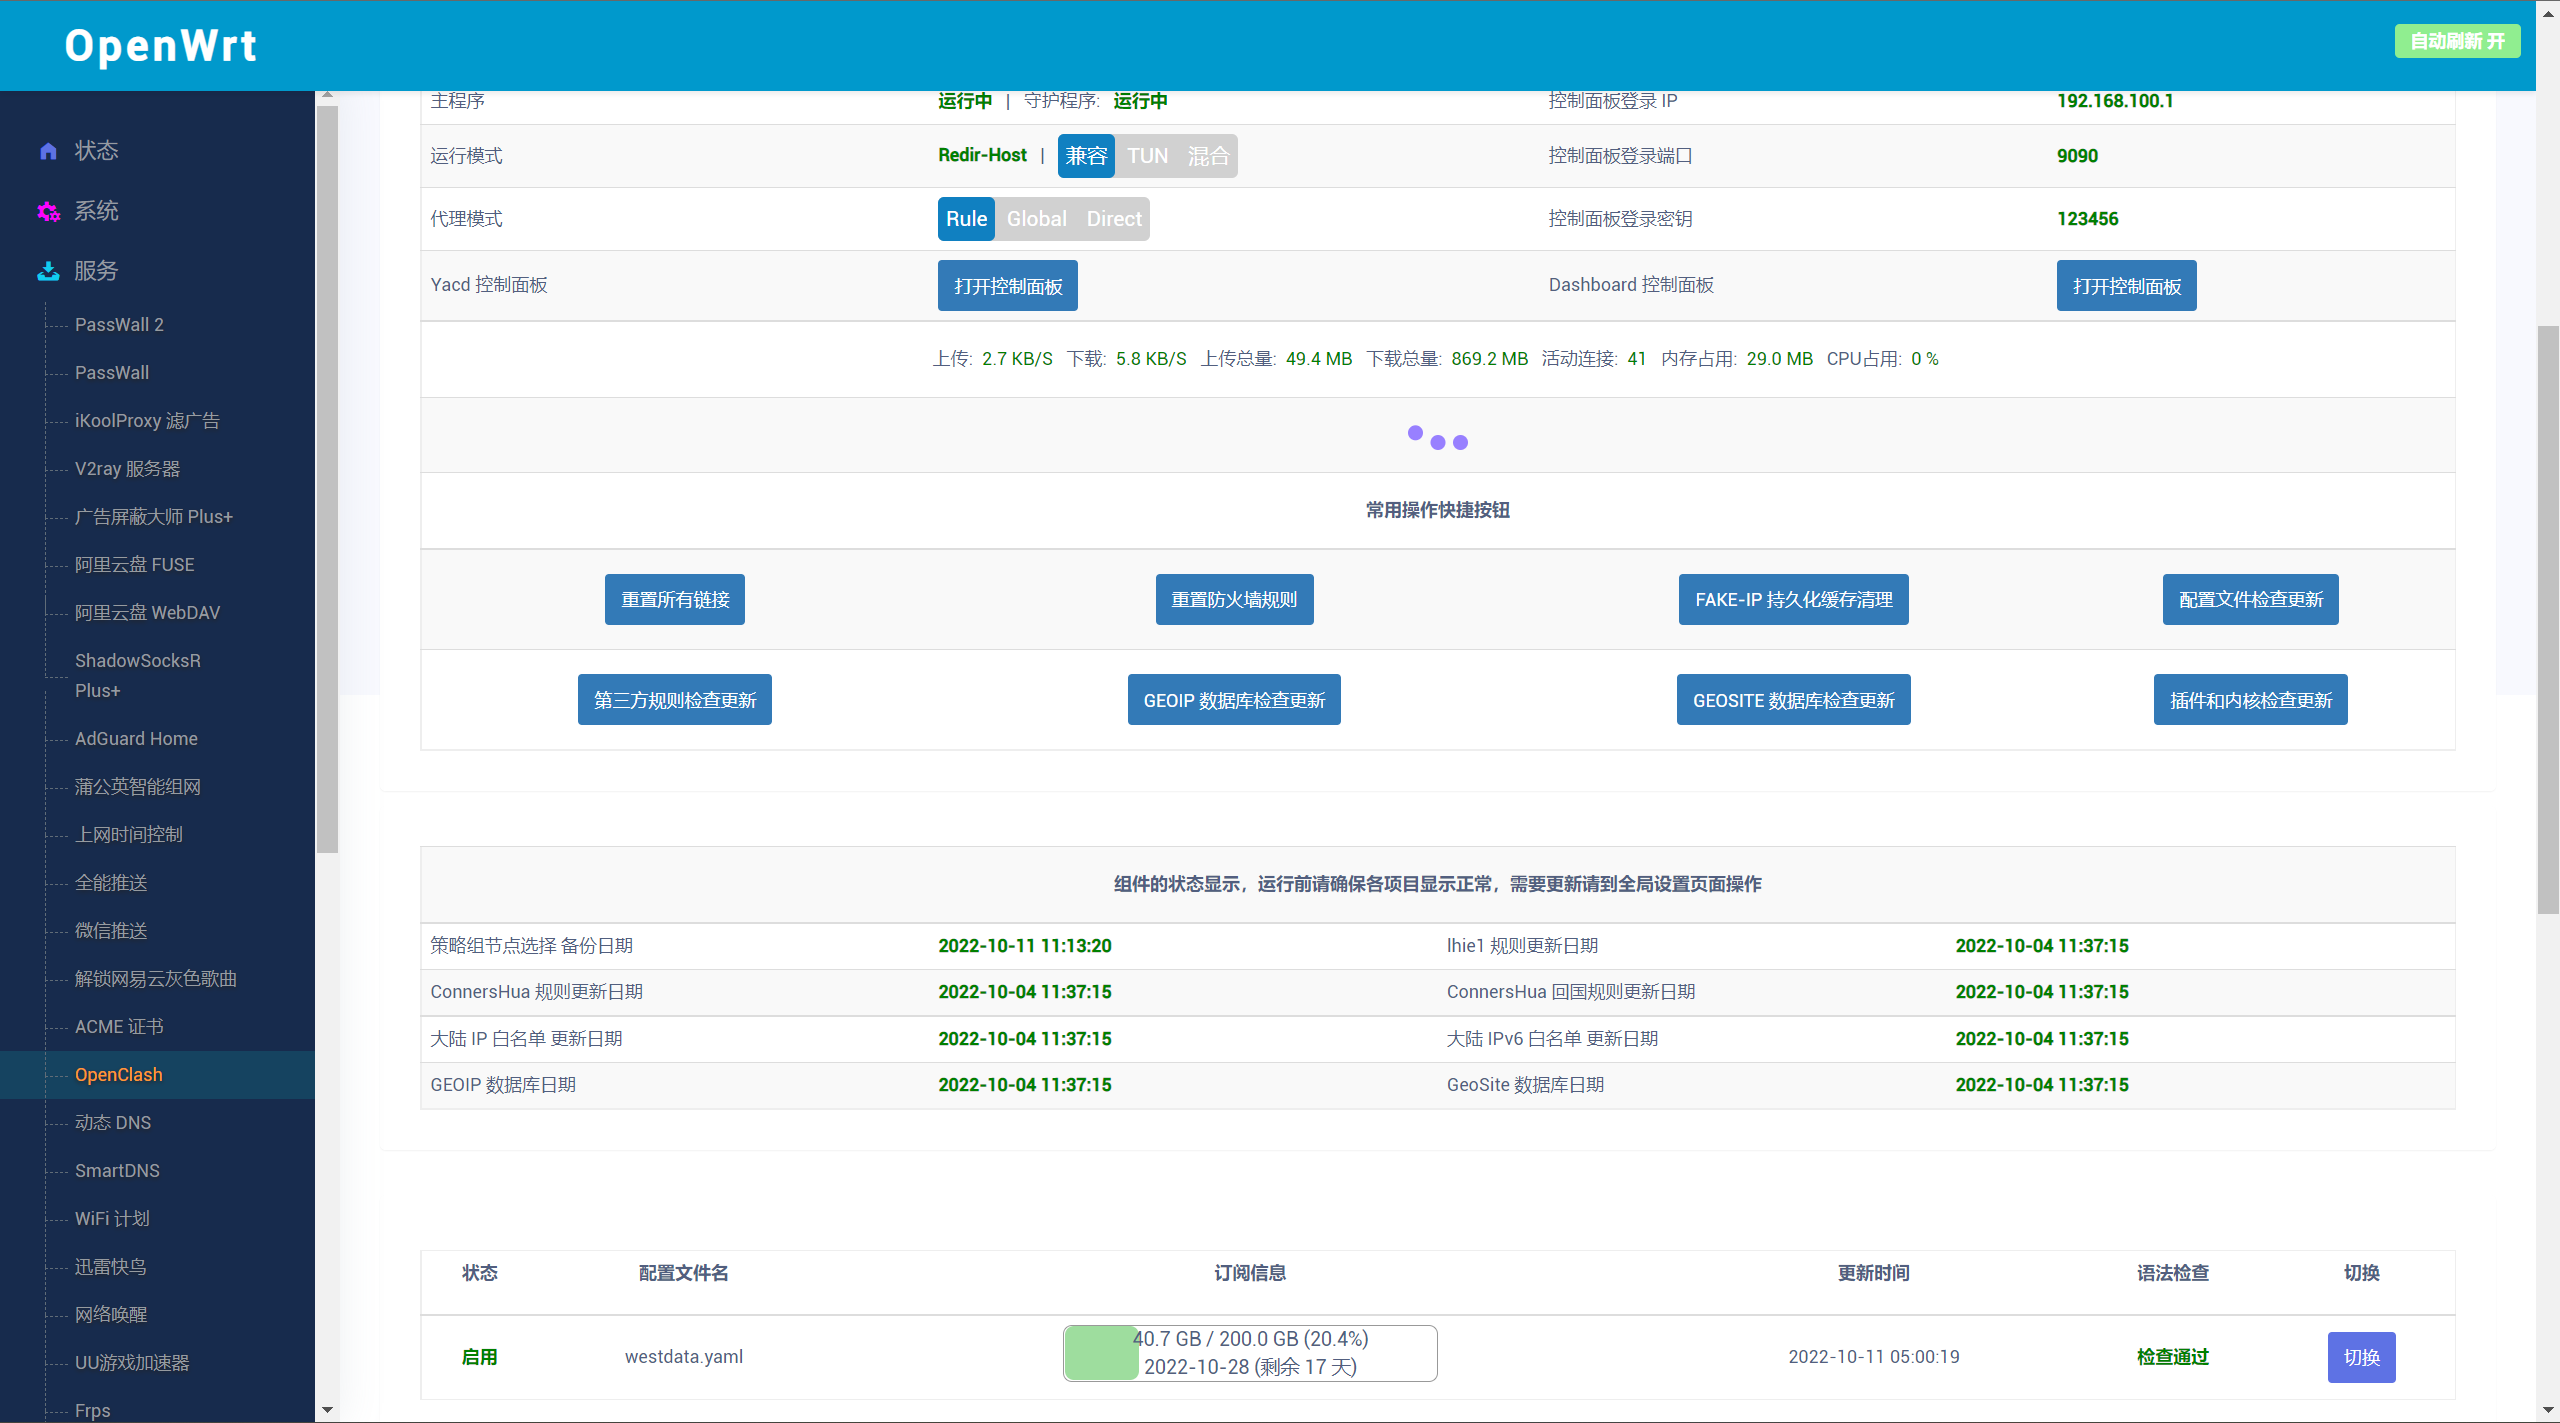 OpenWrt
自动刷新 开
状态
系统
服务
PassWall 2
PassWall
iKoolProxy 滤广告
V2ray 服务器
广告屏蔽大师 Plus+
阿里云盘 FUSE
阿里云盘 WebDAV
ShadowSocksR
Plus+
AdGuard Home
蒲公英智能组网
上网时间控制
全能推送
微信推送
解锁网易云灰色歌曲
ACME 证书
OpenClash
动态 DNS
SmartDNS
WiFi 计划
迅雷快鸟
网络唤醒
UU游戏加速器
Frps
主程序 运行中 | 守护程序: 运行中 控制面板登录 IP 192.168.100.1
运行模式 Redir-Host | 兼容 TUN 混合 控制面板登录端口 9090
代理模式 Rule Global Direct 控制面板登录密钥 123456
Yacd 控制面板 打开控制面板 Dashboard 控制面板 打开控制面板
上传: 2.7 KB/S 下载: 5.8 KB/S 上传总量: 49.4 MB 下载总量: 869.2 MB 活动连接: 41 内存占用: 29.0 MB CPU占用: 0 %
常用操作快捷按钮
重置所有链接 重置防火墙规则 FAKE-IP 持久化缓存清理 配置文件检查更新
第三方规则检查更新 GEOIP 数据库检查更新 GEOSITE 数据库检查更新 插件和内核检查更新
组件的状态显示，运行前请确保各项目显示正常，需要更新请到全局设置页面操作
策略组节点选择 备份日期 2022-10-11 11:13:20 lhie1 规则更新日期 2022-10-04 11:37:15
ConnersHua 规则更新日期 2022-10-04 11:37:15 ConnersHua 回国规则更新日期 2022-10-04 11:37:15
大陆 IP 白名单 更新日期 2022-10-04 11:37:15 大陆 IPv6 白名单 更新日期 2022-10-04 11:37:15
GEOIP 数据库日期 2022-10-04 11:37:15 GeoSite 数据库日期 2022-10-04 11:37:15
状态 配置文件名 订阅信息 更新时间 语法检查 切换
启用 westdata.yaml 40.7 GB / 200.0 GB (20.4%) 2022-10-11 05:00:19 检查通过 切换
2022-10-28 (剩余 17 天)